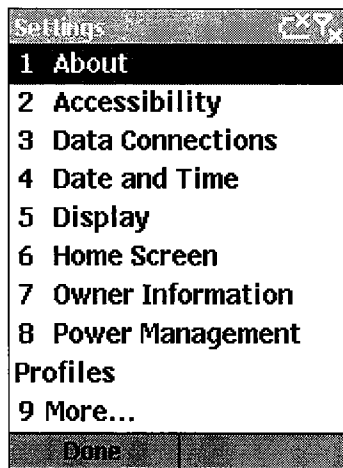 Settings
1 About
2 Accessibility
3 Data Connections
4 Date and Time
5 Display
6 Home Screen
7 Owner Information
8 Power Management
Profiles
9 More...
Done